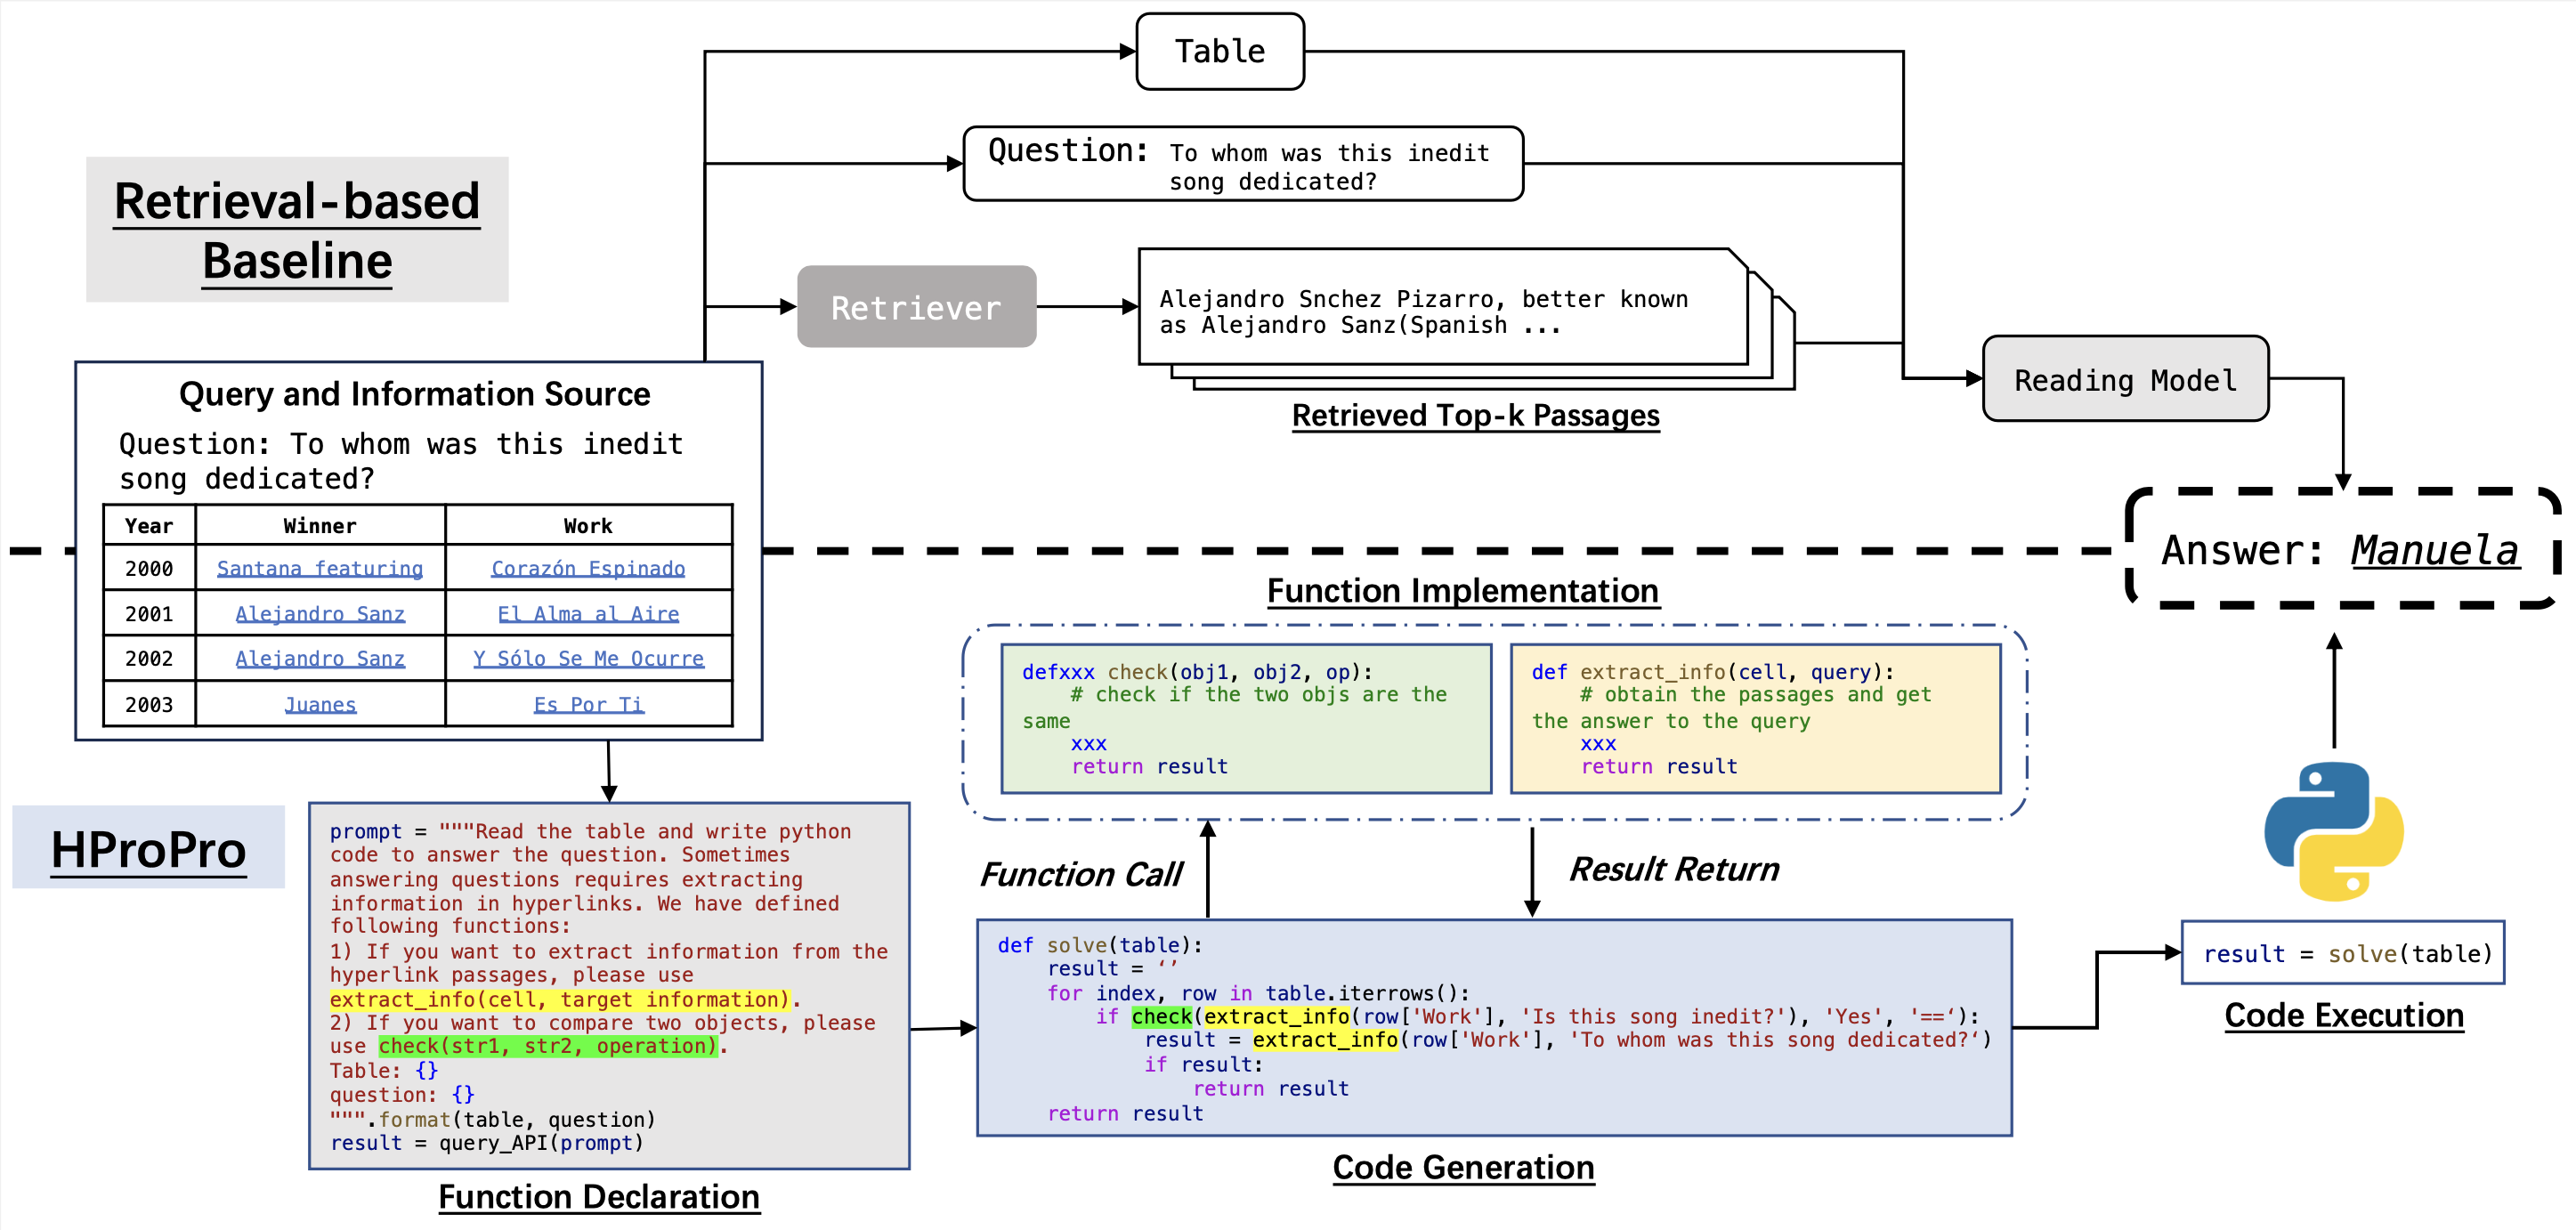 Table
Question: To whom was this inedit
song dedicated?
Retrieval-based
Baseline
Retriever
Alejandro Snchez Pizarro, better known
as Alejandro Sanz(Spanish ...
Retrieved Top-k Passages
Reading Model
Query and Information Source
Question: To whom was this inedit
song dedicated?
Year Winner Work
2000 Santana featuring Corazón Espinado
2001 Alejandro Sanz El Alma al Aire
2002 Alejandro Sanz Y Sólo Se Me Ocurre
2003 Juanes Es Por Ti
Answer: Manuela
Function Implementation
defxxx check(obj1, obj2, op):
# check if the two objs are the
same
xxx
return result
def extract_info(cell, query):
# obtain the passages and get
the answer to the query
xxx
return result
HProPro
prompt = """Read the table and write python
code to answer the question. Sometimes
answering questions requires extracting
information in hyperlinks. We have defined
following functions:
1) If you want to extract information from the
hyperlink passages, please use
extract_info(cell, target information).
2) If you want to compare two objects, please
use check(str1, str2, operation).
Table: {}
question: {}
""".format(table, question)
result = query_API(prompt)
Function Declaration
Function Call
Result Return
def solve(table):
result = ‘’
for index, row in table.iterrows():
if check(extract_info(row['Work'], 'Is this song inedit?'), 'Yes', '==‘):
result = extract_info(row['Work'], 'To whom was this song dedicated?‘)
if result:
return result
return result
Code Generation
result = solve(table)
Code Execution